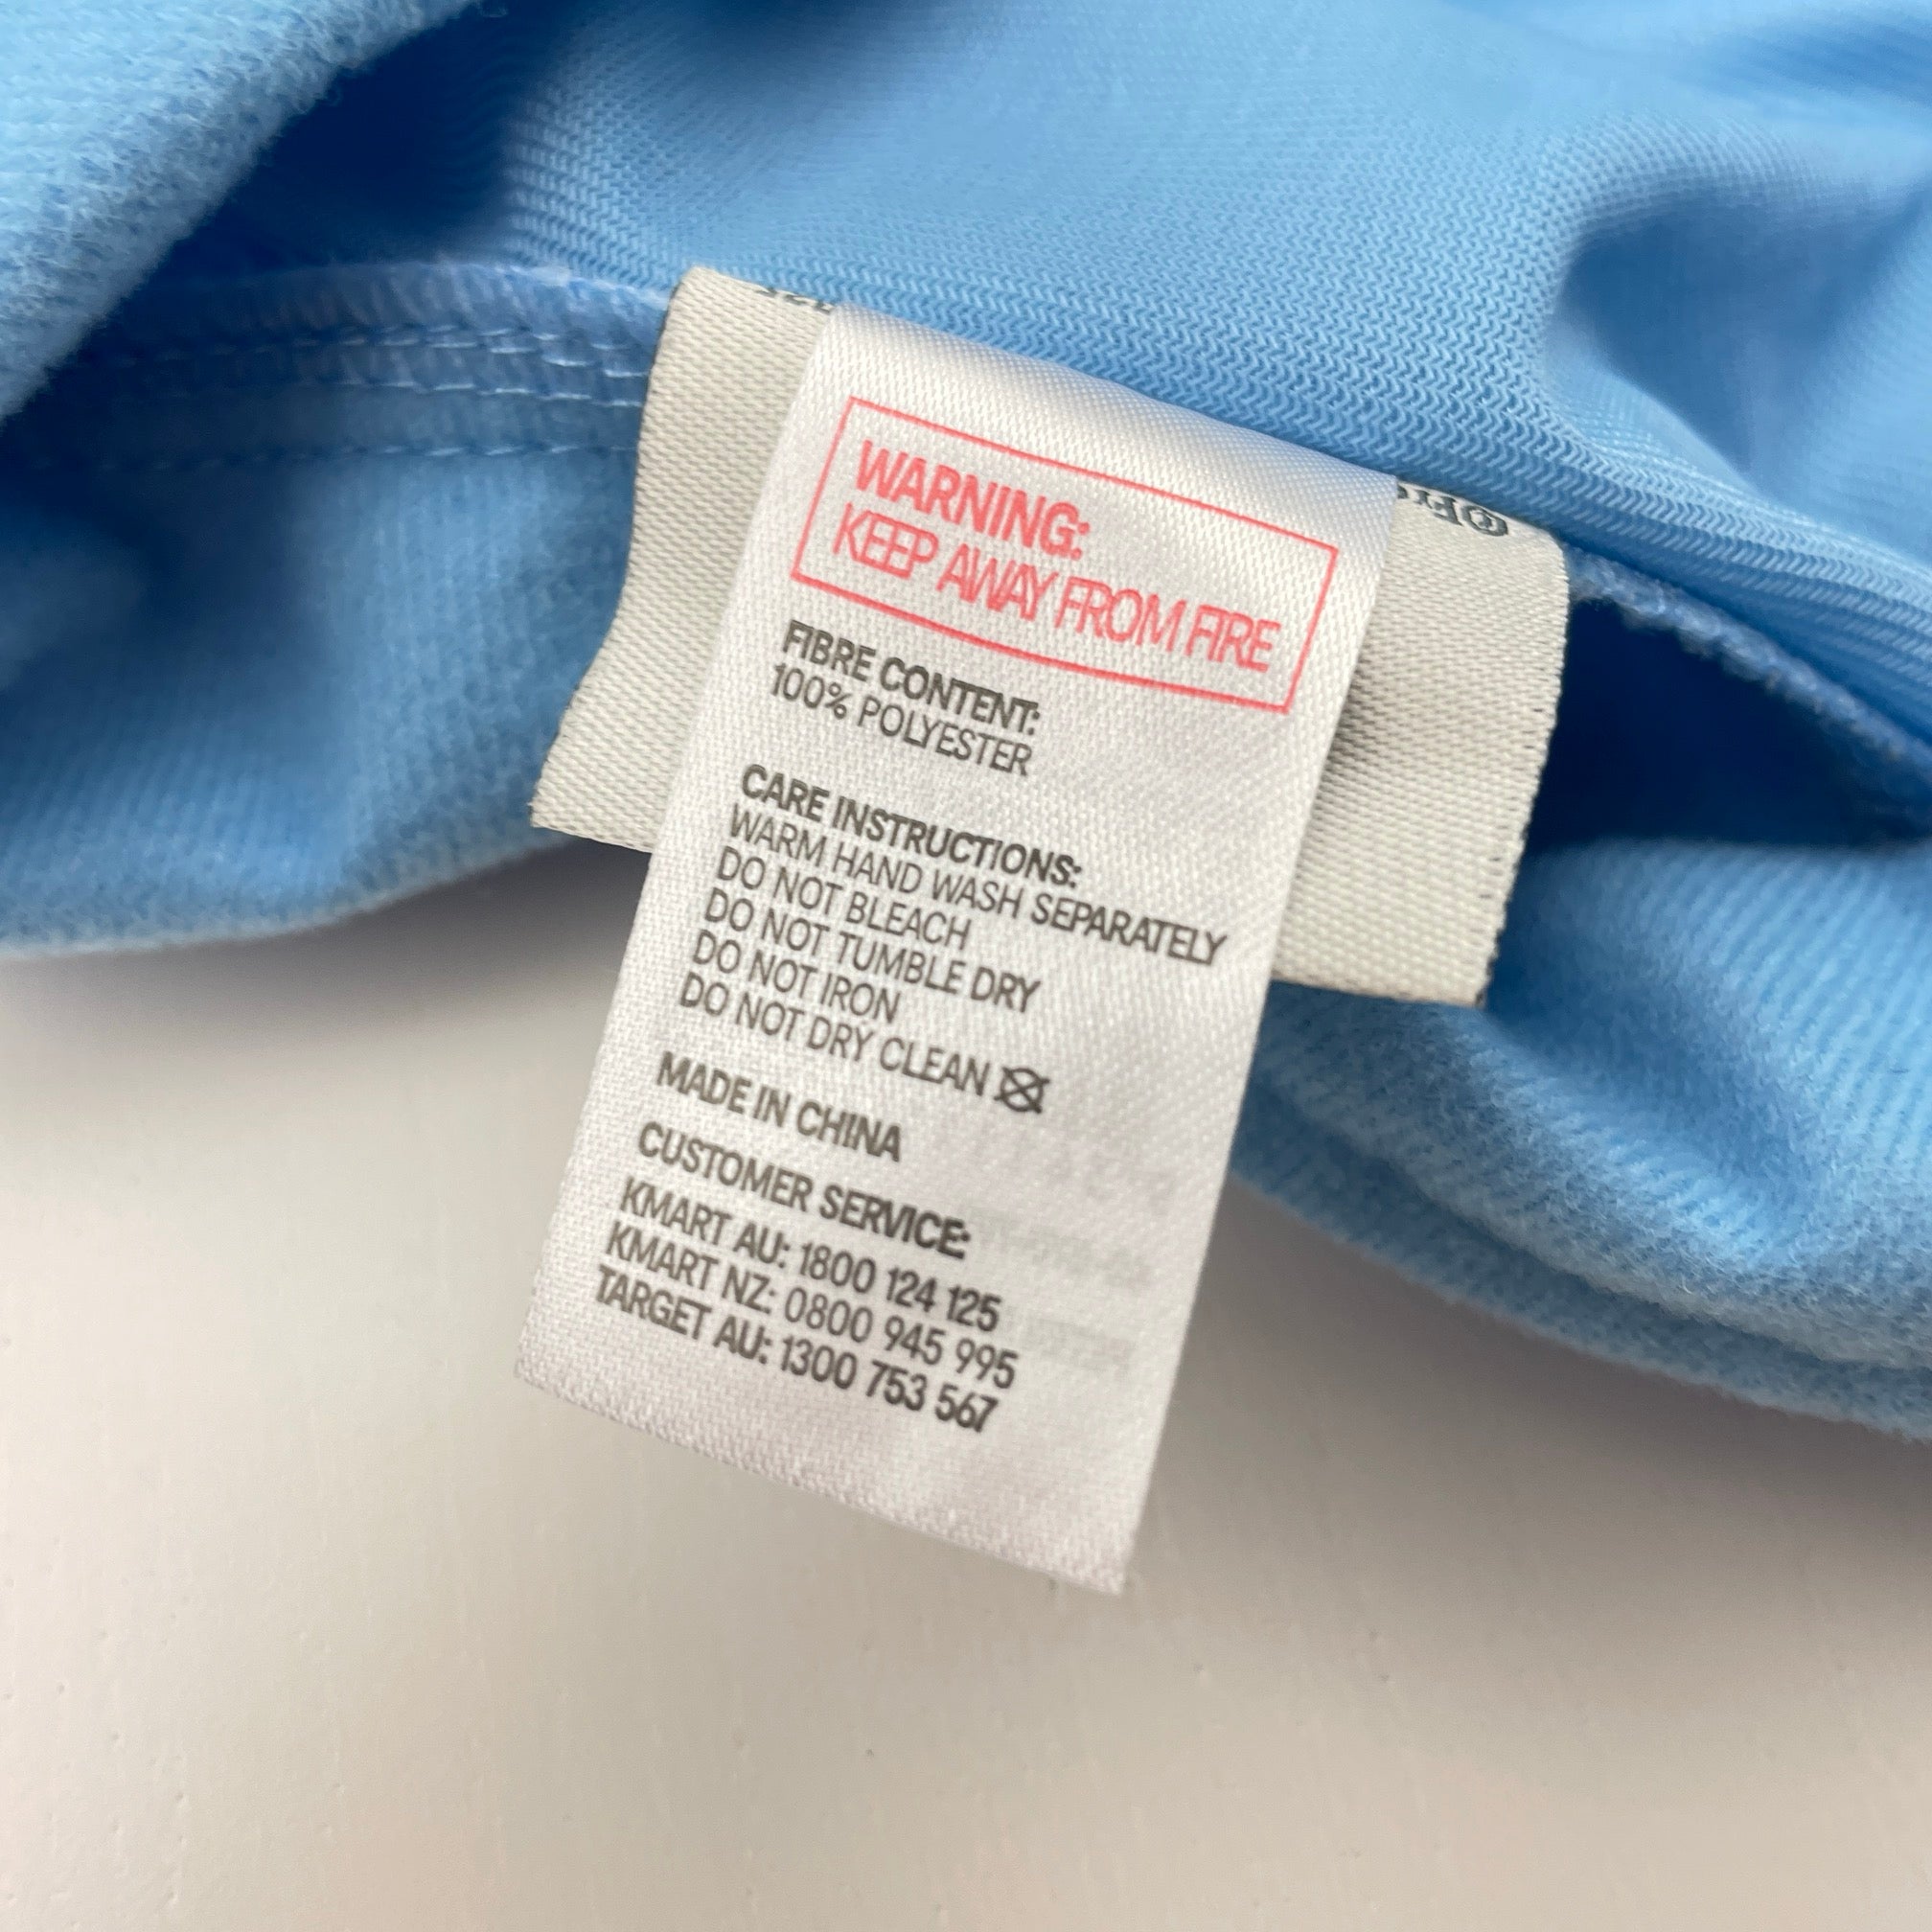 WARNING:
KEEP AWAY FROM FIRE
FIBRE CONTENT:
100% POLYESTER
CARE INSTRUCTIONS:
WARM HAND WASH SEPARATELY
DO NOT BLEACH
DO NOT TUMBLE DRY
DO NOT IRON
DO NOT DRY CLEAN
MADE IN CHINA
CUSTOMER SERVICE:
KMART AU: 1800 124 125
KMART NZ: 0800 945 995
TARGET AU: 1300 753 567